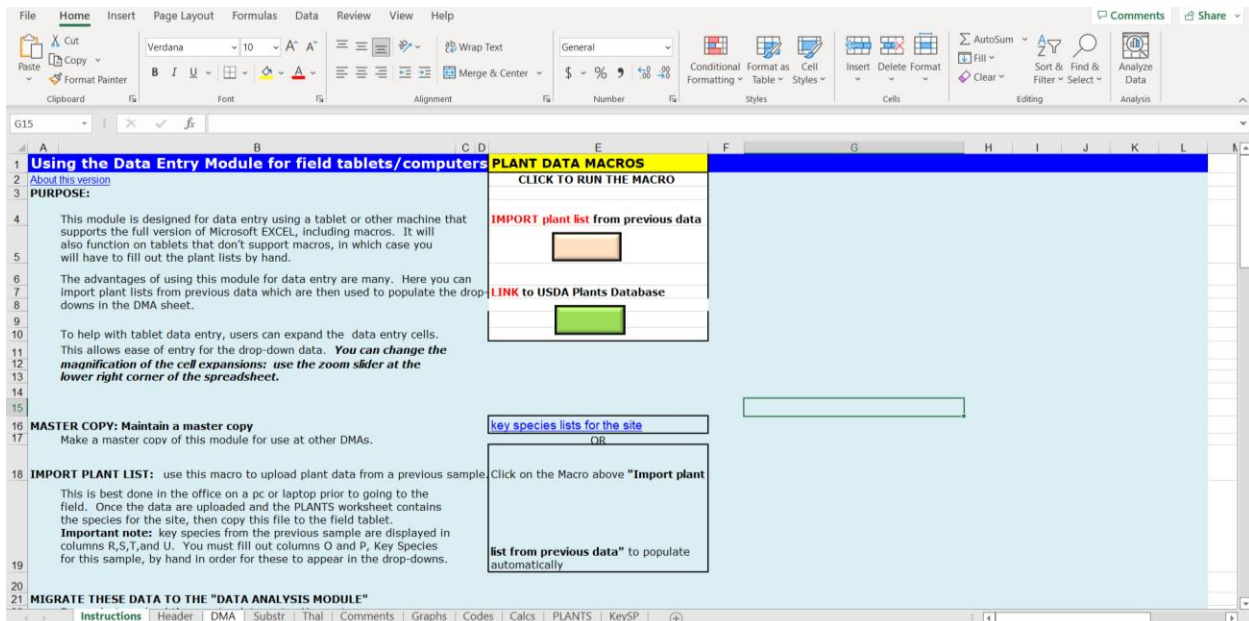 File Home Insert Page Layout Formulas Data Review View Help Comments Share
Cut
Copy
Format Painter
Paste
Clipboard
Verdana 10 A^ A˅
B I U A
Font
Wrap Text
Merge & Center
Alignment
General
$ % 9 .00
Number
Conditional Formatting
Format as Table
Cell Styles
Styles
Insert Delete Format
Cells
AutoSum
Fill
Clear
Sort & Filter
Find & Select
Editing
Analyze Data
Analysis
G15 fx
A B C D E F G H I J K L
1 Using the Data Entry Module for field tablets/computers PLANT DATA MACROS
2 About this version CLICK TO RUN THE MACRO
3 PURPOSE:
4 This module is designed for data entry using a tablet or other machine that IMPORT plant list from previous data
supports the full version of Microsoft EXCEL, including macros. It will
also function on tablets that don't support macros, in which case you
5 will have to fill out the plant lists by hand.
6 The advantages of using this module for data entry are many. Here you can
7 import plant lists from previous data which are then used to populate the drop- LINK to USDA Plants Database
8 downs in the DMA sheet.
9
10 To help with tablet data entry, users can expand the data entry cells.
11 This allows ease of entry for the drop-down data. You can change the
12 magnification of the cell expansions: use the zoom slider at the
13 lower right corner of the spreadsheet.
14
15
16 MASTER COPY: Maintain a master copy key species lists for the site
17 Make a master copy of this module for use at other DMAs. OR
18 IMPORT PLANT LIST: use this macro to upload plant data from a previous sample. Click on the Macro above "Import plant
This is best done in the office on a pc or laptop prior to going to the
field. Once the data are uploaded and the PLANTS worksheet contains
the species for the site, then copy this file to the field tablet.
Important note: key species from the previous sample are displayed in
columns R,S,T,and U. You must fill out columns O and P, Key Species list from previous data" to populate
19 for this sample, by hand in order for these to appear in the drop-downs. automatically
20
21 MIGRATE THESE DATA TO THE "DATA ANALYSIS MODULE"
Instructions Header DMA Substr Thal Comments Graphs Codes Calcs PLANTS KeySP